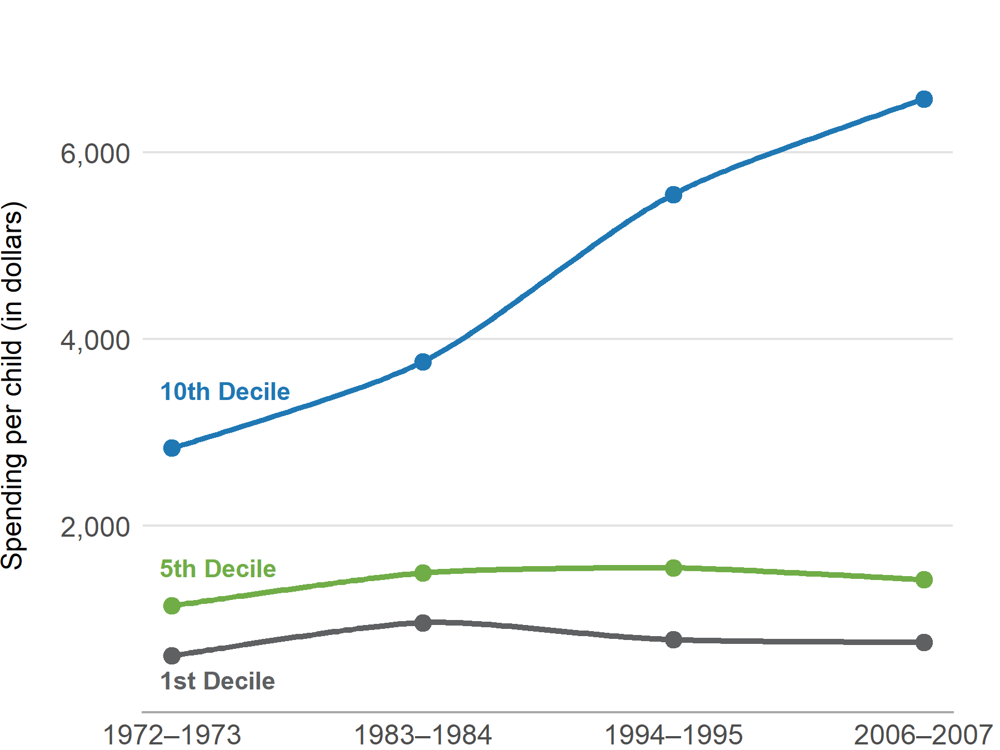 Spending per child (in dollars)
6,000
4,000
2,000
10th Decile
5th Decile
1st Decile
1972–1973
1983–1984
1994–1995
2006–2007